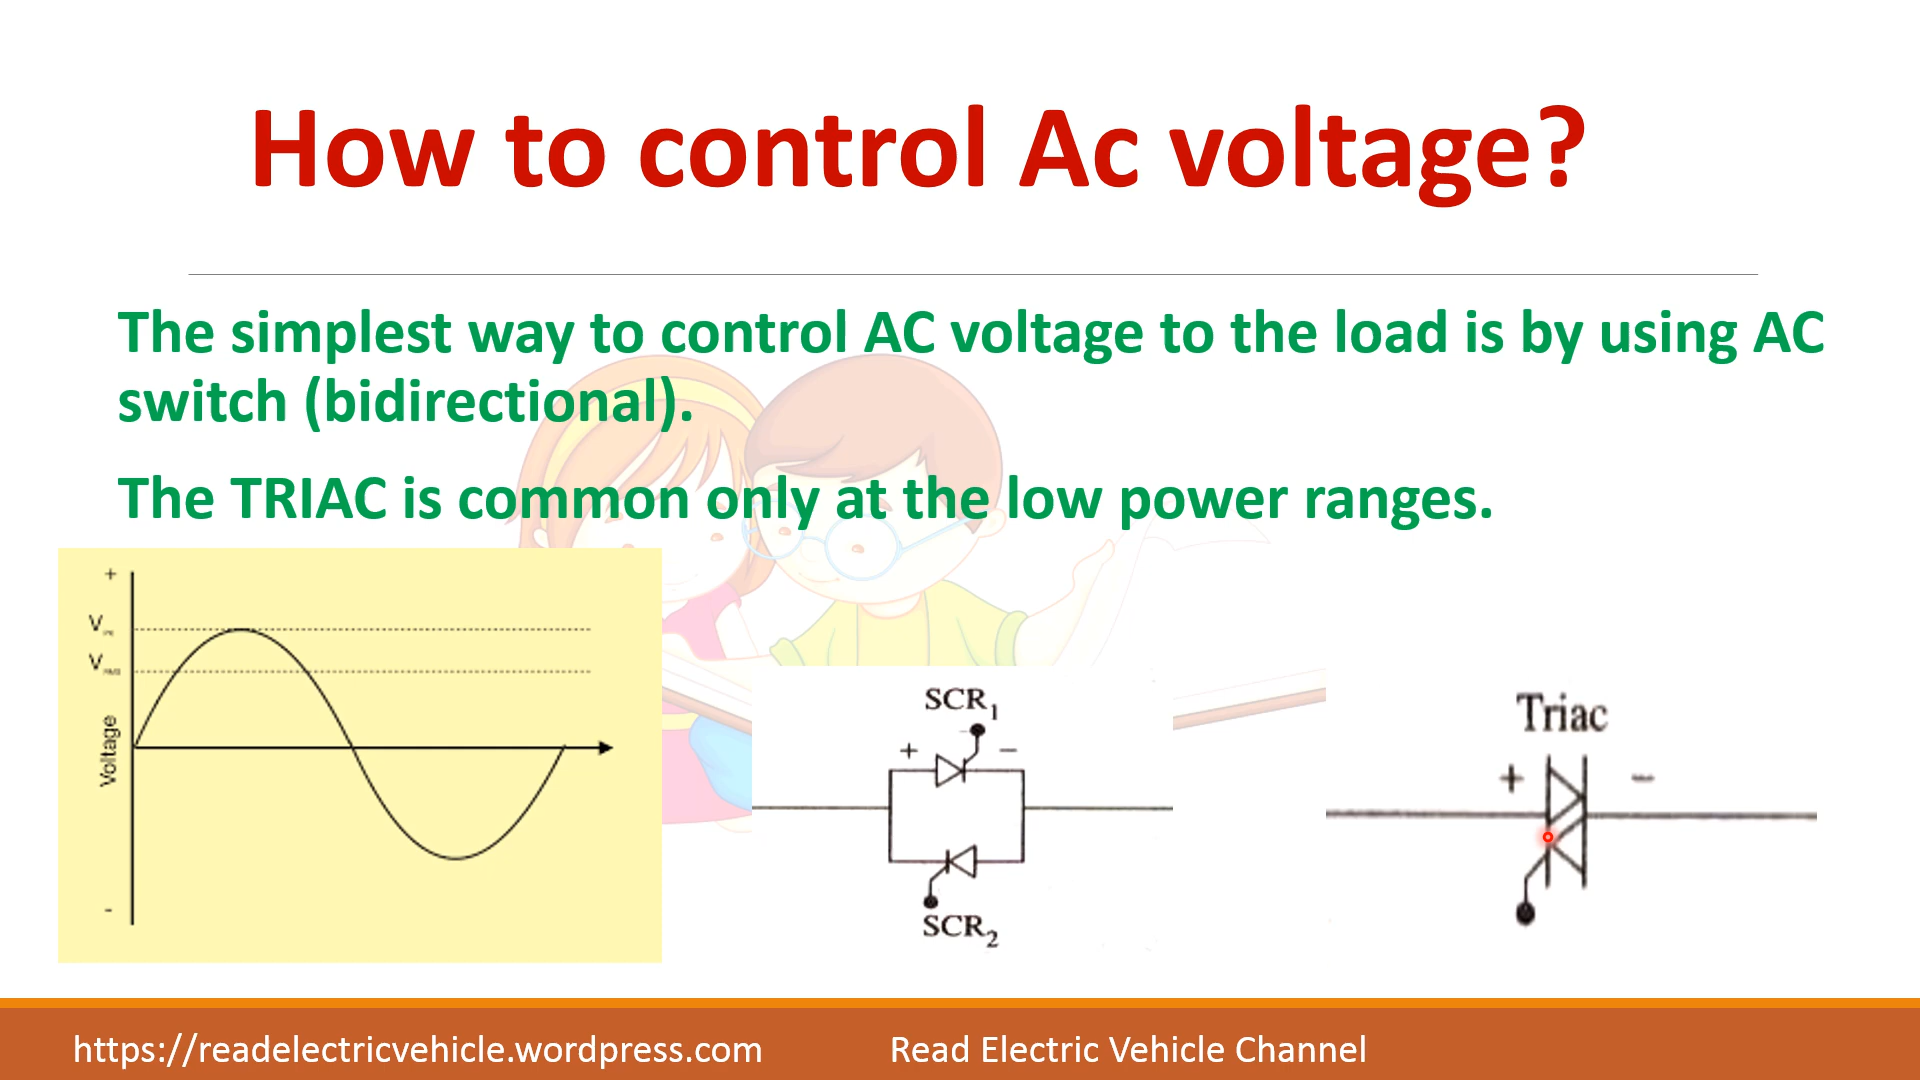 How to control Ac voltage?
The simplest way to control AC voltage to the load is by using AC
switch (bidirectional).
The TRIAC is common only at the low power ranges.
+
V
V
Voltage
-
SCR1
+ −
SCR2
Triac
+ −
https://readelectricvehicle.wordpress.com
Read Electric Vehicle Channel